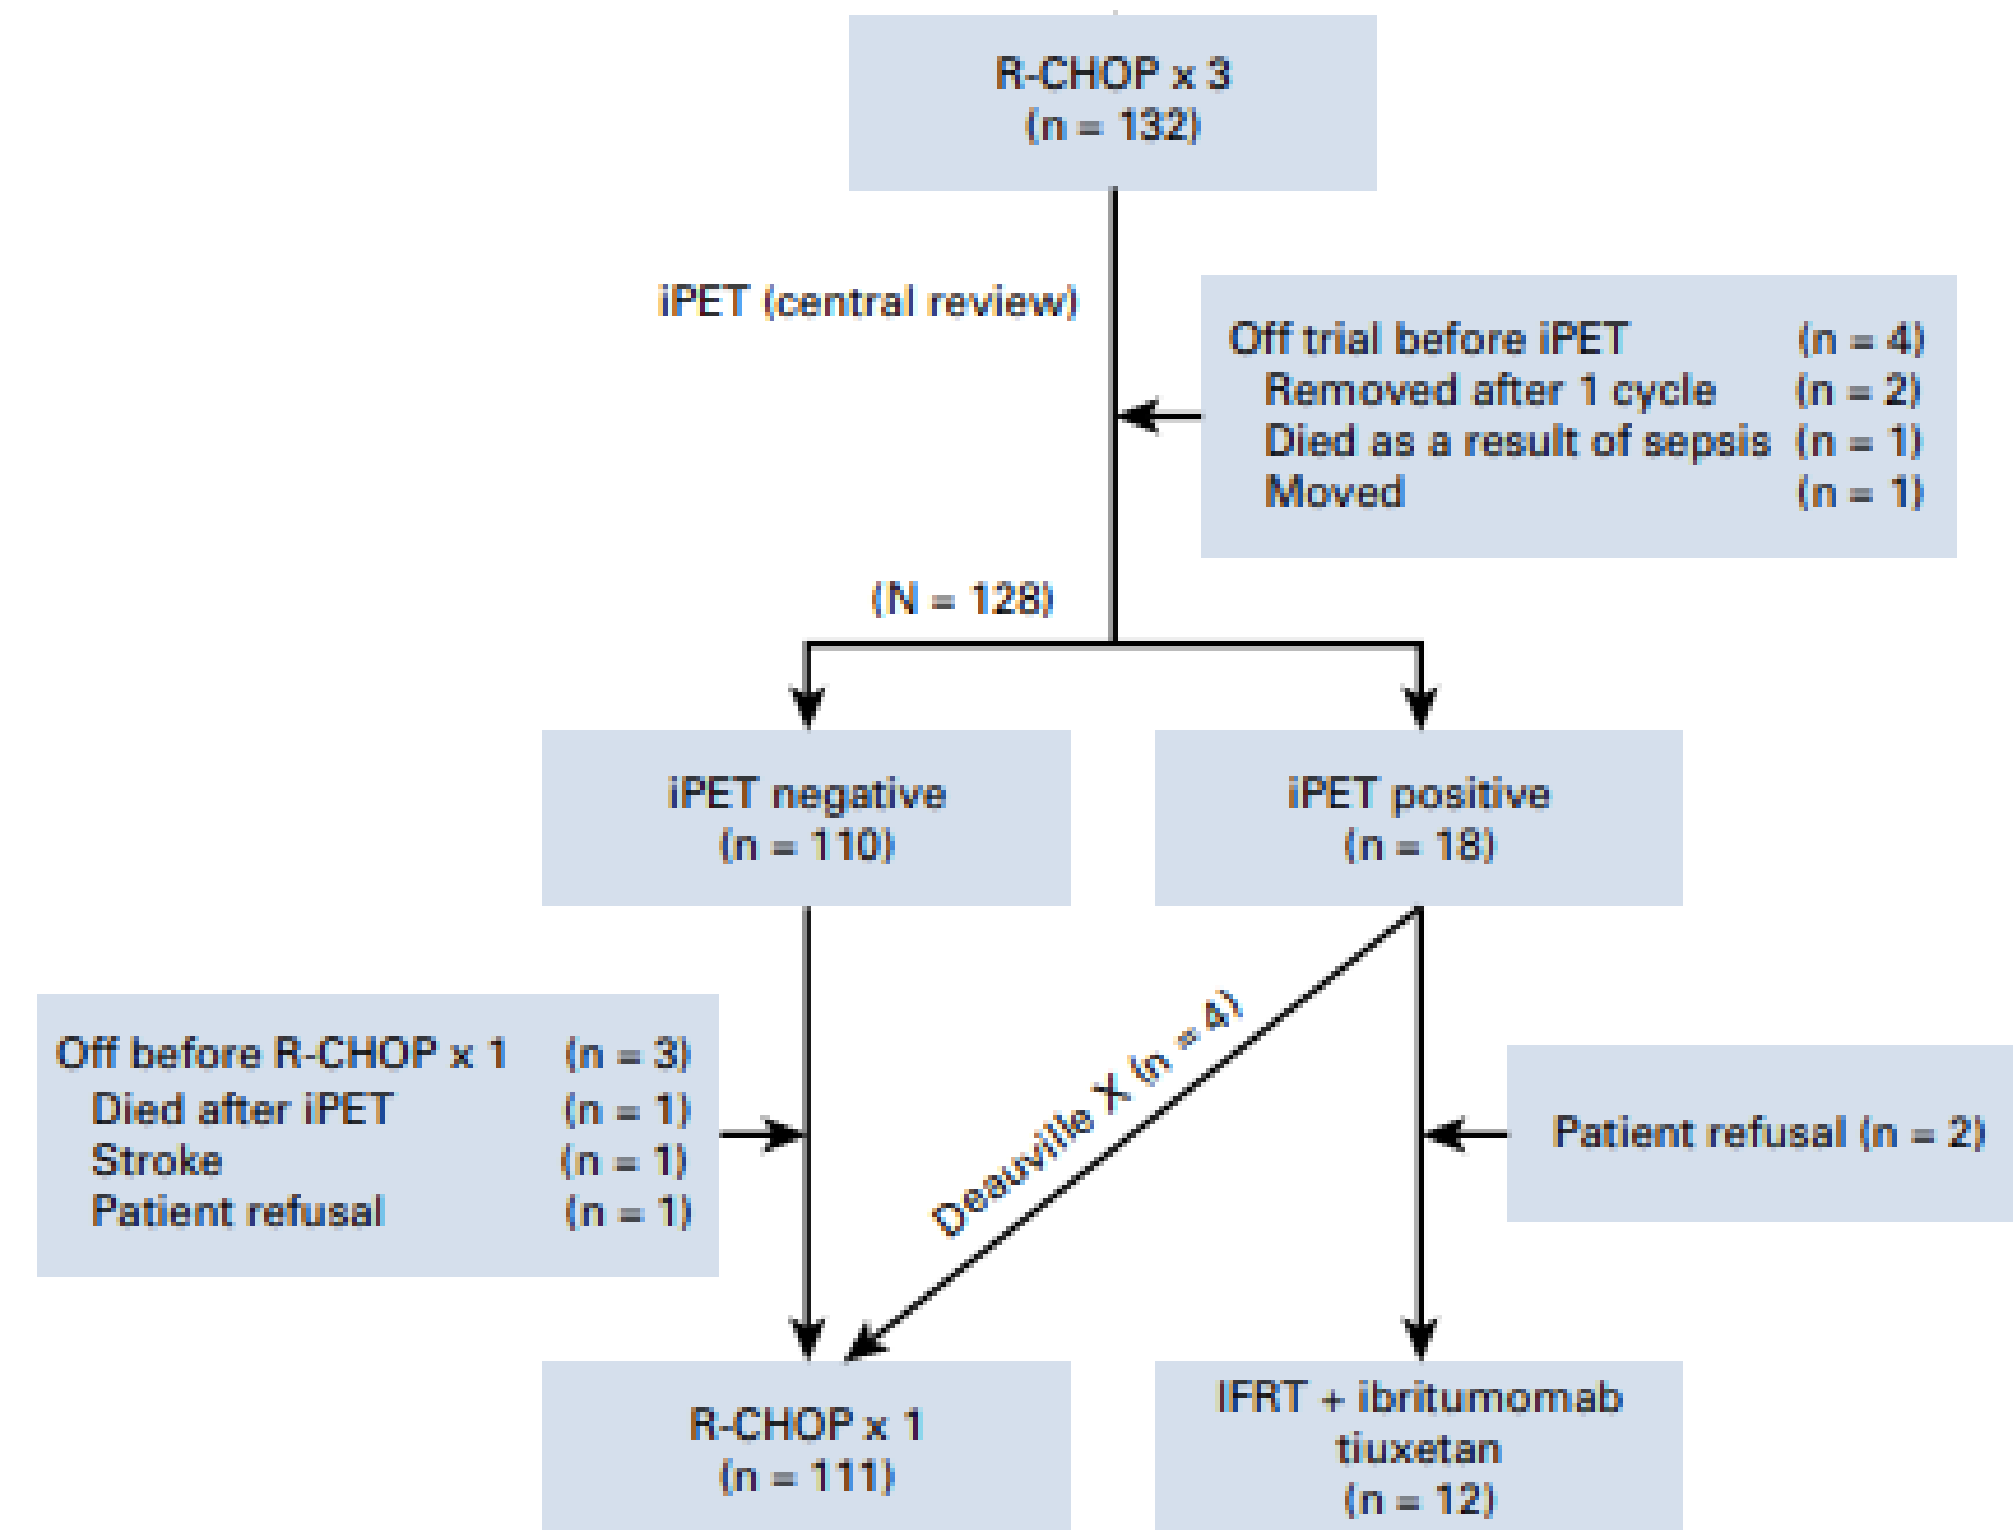 R-CHOP x 3
(n = 132)
iPET (central review)
Off trial before iPET (n = 4)
Removed after 1 cycle (n = 2)
Died as a result of sepsis (n = 1)
Moved (n = 1)
(N = 128)
iPET negative
(n = 110)
iPET positive
(n = 18)
Off before R-CHOP x 1 (n = 3)
Died after iPET (n = 1)
Stroke (n = 1)
Patient refusal (n = 1)
Deauville X (n = 4)
Patient refusal (n = 2)
R-CHOP x 1
(n = 111)
IFRT + ibritumomab
tiuxetan
(n = 12)